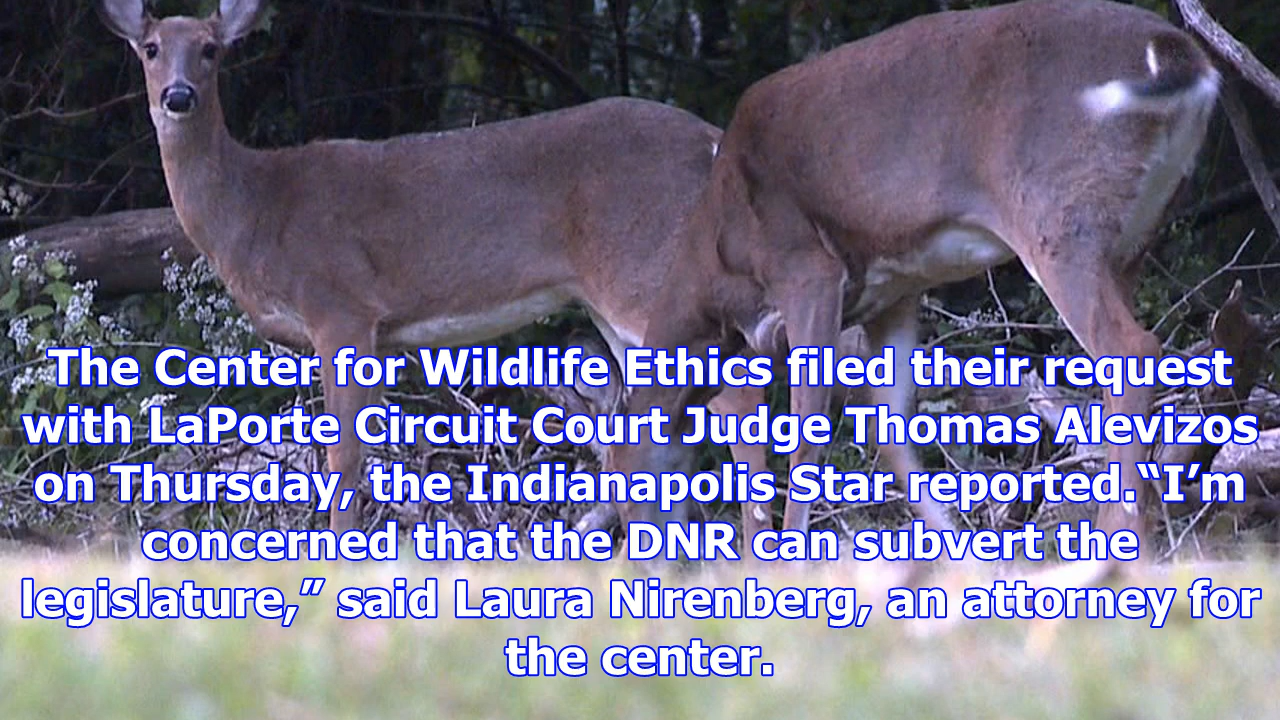 The Center for Wildlife Ethics filed their request
with LaPorte Circuit Court Judge Thomas Alevizos
on Thursday, the Indianapolis Star reported.“I’m
concerned that the DNR can subvert the
legislature,” said Laura Nirenberg, an attorney for
the center.